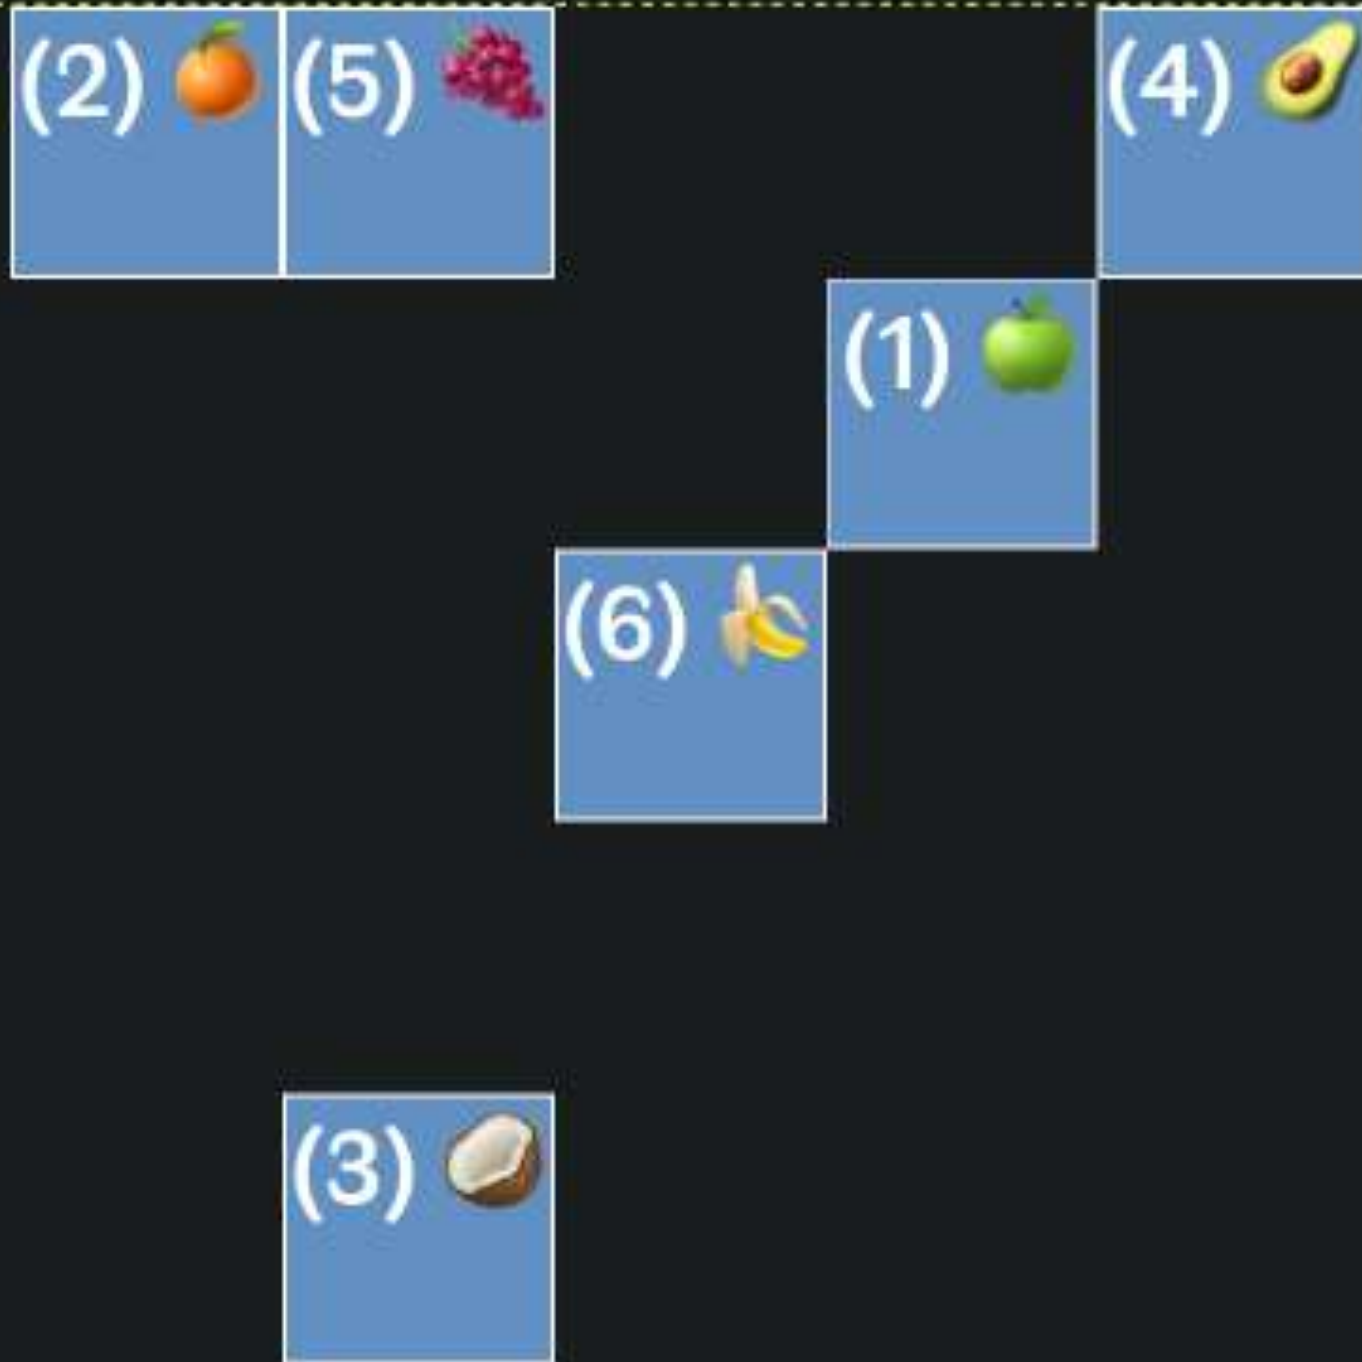 (2) 🍊 (5) 🍇 (4) 🥑
(1) 🍏
(6) 🍌
(3) 🥥